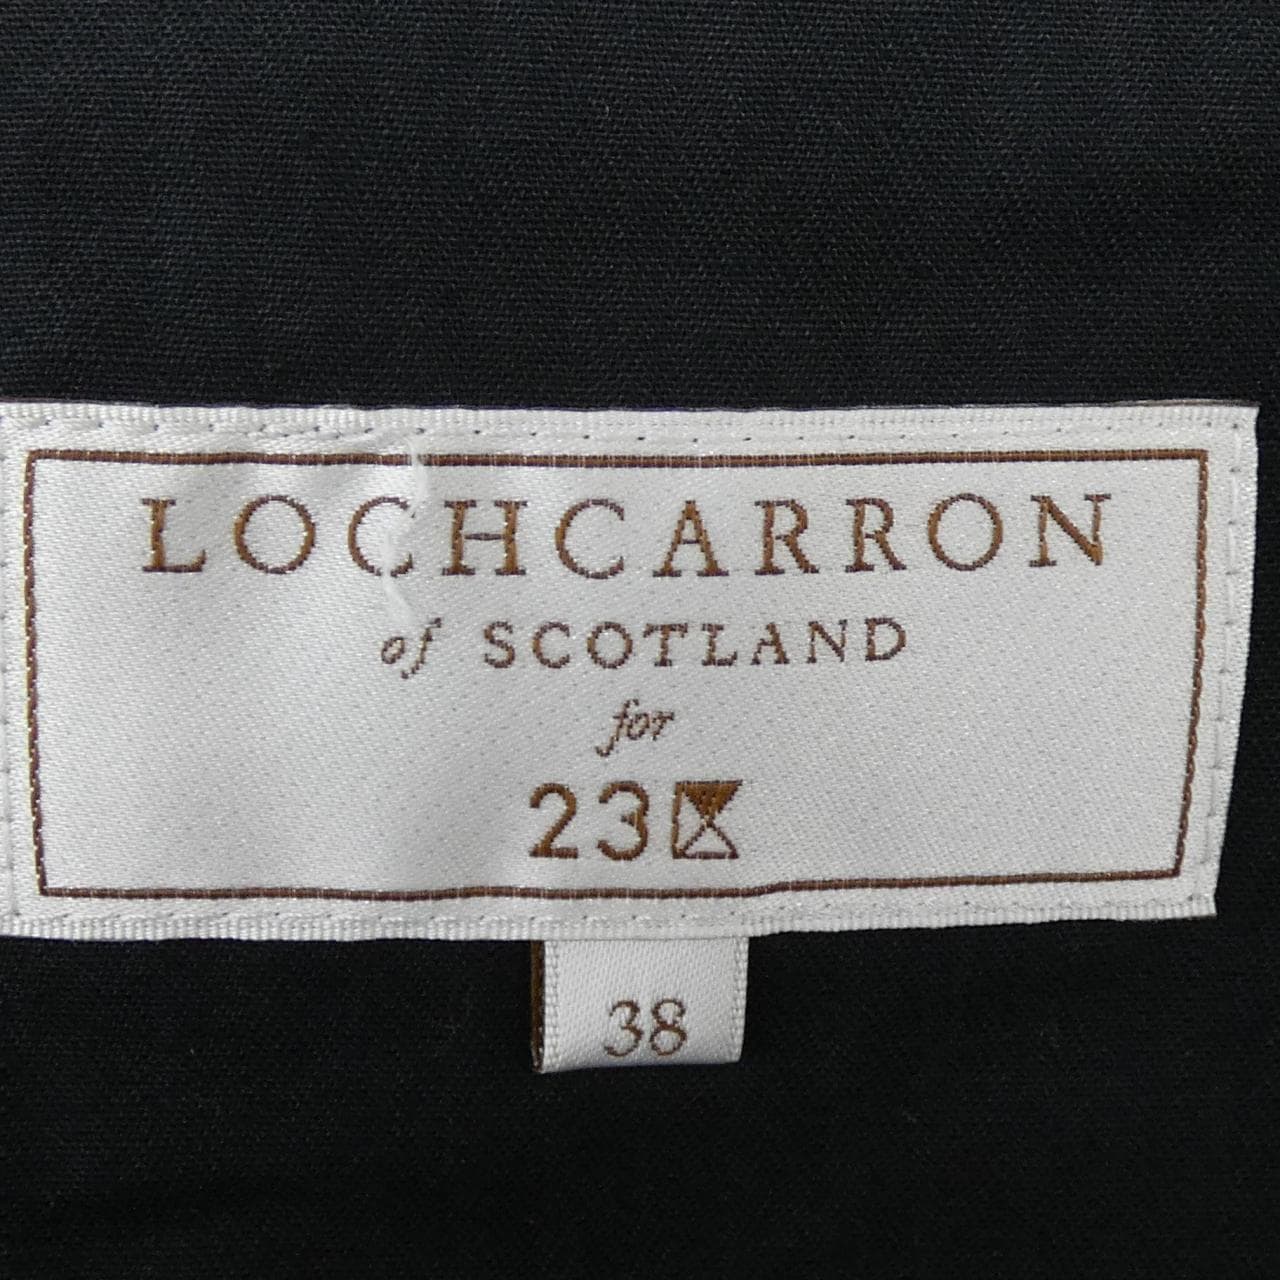 LOCHCARRON
of SCOTLAND
for
23区
38